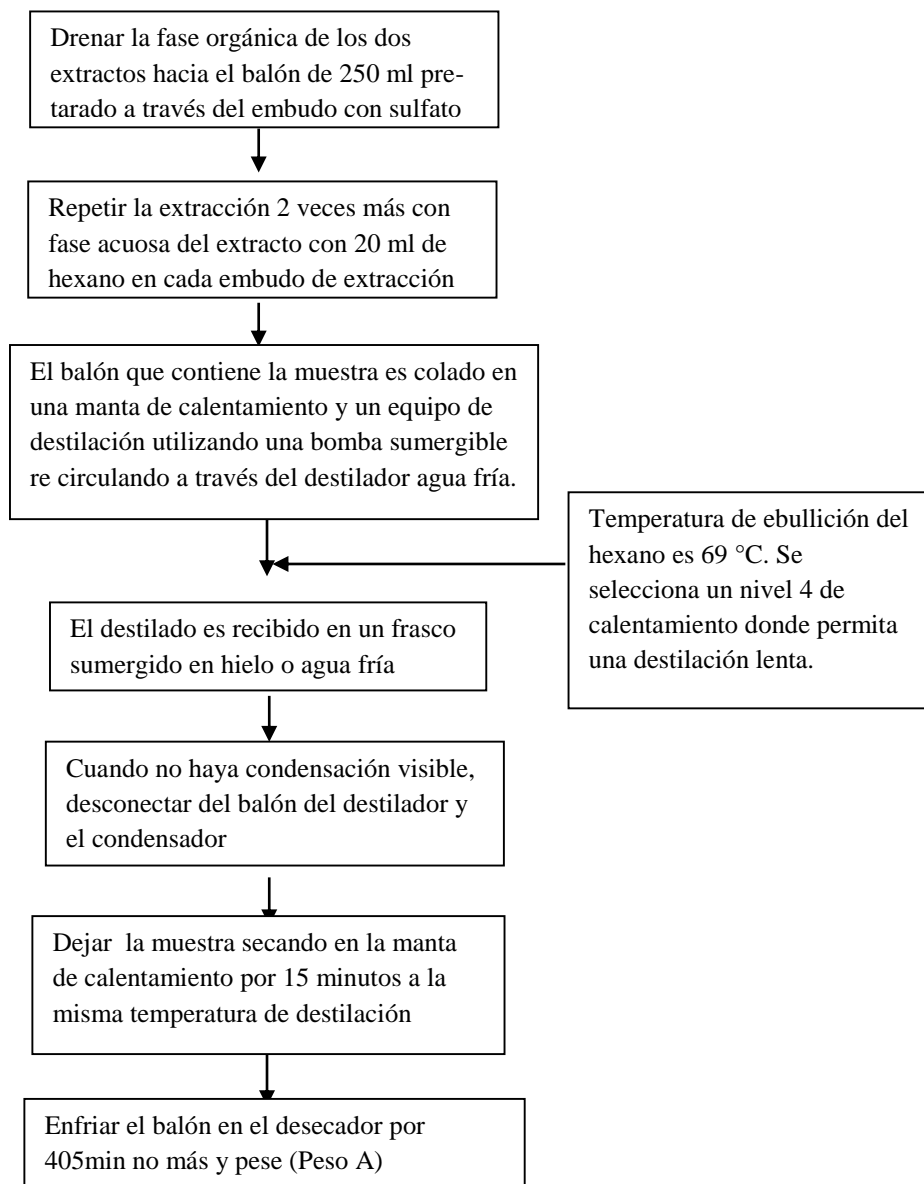 Drenar la fase orgánica de los dos
extractos hacia el balón de 250 ml pre-
tarado a través del embudo con sulfato
Repetir la extracción 2 veces más con
fase acuosa del extracto con 20 ml de
hexano en cada embudo de extracción
El balón que contiene la muestra es colado en
una manta de calentamiento y un equipo de
destilación utilizando una bomba sumergible
re circulando a través del destilador agua fría.
Temperatura de ebullición del
hexano es 69 °C. Se
selecciona un nivel 4 de
calentamiento donde permita
una destilación lenta.
El destilado es recibido en un frasco
sumergido en hielo o agua fría
Cuando no haya condensación visible,
desconectar del balón del destilador y
el condensador
Dejar la muestra secando en la manta
de calentamiento por 15 minutos a la
misma temperatura de destilación
Enfriar el balón en el desecador por
405min no más y pese (Peso A)